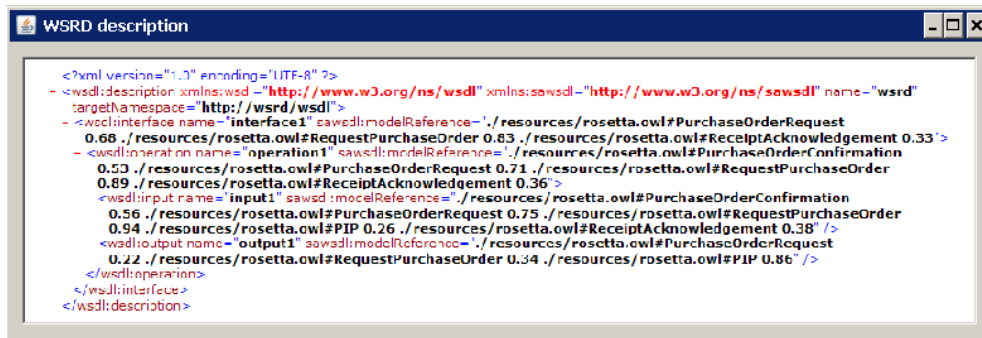 WSRD description
<?xml version="1.0" encoding="UTF-8" ?>
- <wsdl:description xmlns:wsdl="http://www.w3.org/ns/wsdl" xmlns:sawsdl="http://www.w3.org/ns/sawsdl" name="wsrd"
targetNamespace="http://wsrd/wsdl">
- <wsdl:interface name="interface1" sawsdl:modelReference="./resources/rosetta.owl#PurchaseOrderRequest
0.68 ./resources/rosetta.owl#RequestPurchaseOrder 0.83 ./resources/rosetta.owl#ReceiptAcknowledgement 0.33">
- <wsdl:operation name="operation1" sawsdl:modelReference="./resources/rosetta.owl#PurchaseOrderConfirmation
0.53 ./resources/rosetta.owl#PurchaseOrderRequest 0.71 ./resources/rosetta.owl#RequestPurchaseOrder
0.89 ./resources/rosetta.owl#ReceiptAcknowledgement 0.36">
<wsdl:input name="input1" sawsdl:modelReference="./resources/rosetta.owl#PurchaseOrderConfirmation
0.56 ./resources/rosetta.owl#PurchaseOrderRequest 0.75 ./resources/rosetta.owl#RequestPurchaseOrder
0.94 ./resources/rosetta.owl#PIP 0.26 ./resources/rosetta.owl#ReceiptAcknowledgement 0.38" />
<wsdl:output name="output1" sawsdl:modelReference="./resources/rosetta.owl#PurchaseOrderRequest
0.22 ./resources/rosetta.owl#RequestPurchaseOrder 0.34 ./resources/rosetta.owl#PIP 0.86" />
</wsdl:operation>
</wsdl:interface>
</wsdl:description>